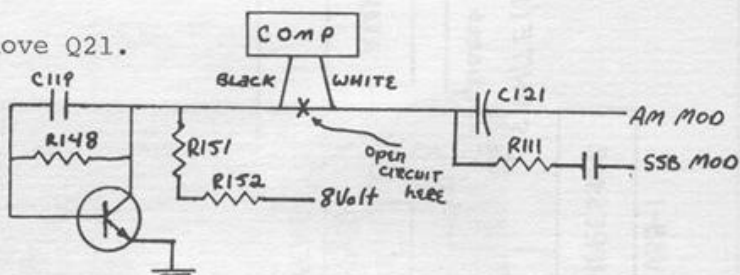 ove Q21.
COMP
C119
BLACK
WHITE
C121
AM MOD
R148
R151
OPEN
CIRCUIT
HERE
R111
SSB MOD
R152
8Volt